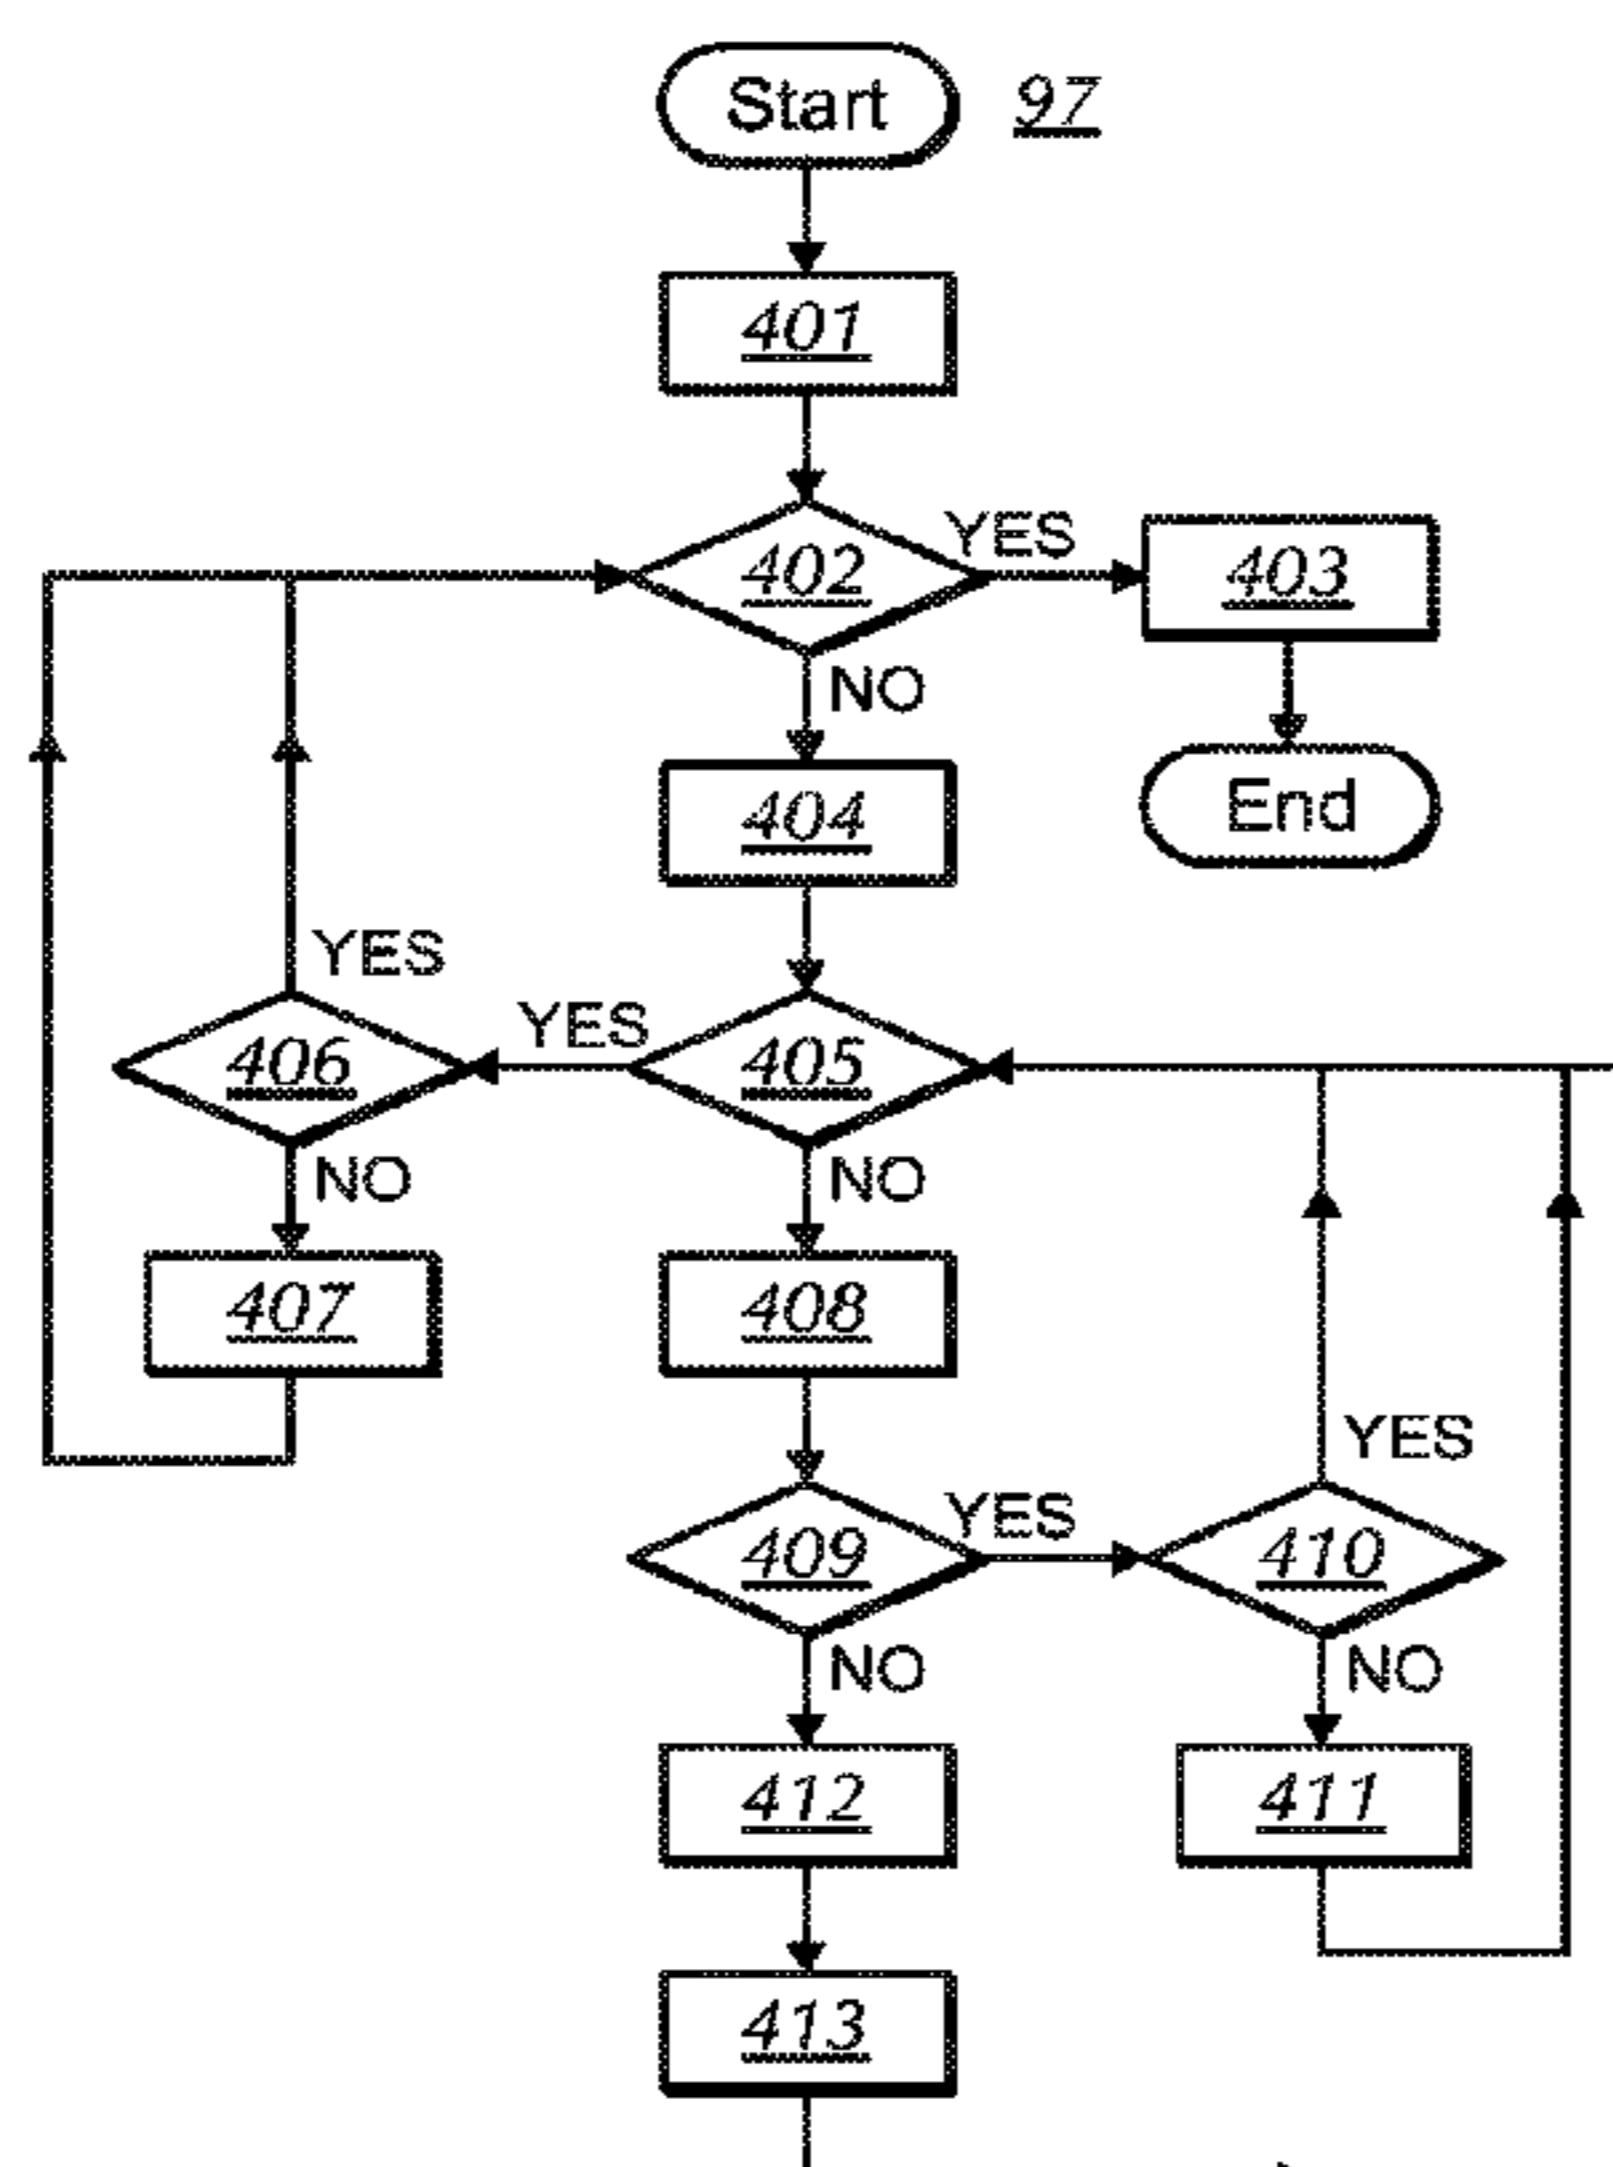 Start 97
401
YES
402 403
NO
404 End
YES YES
406 405
NO NO
407 408
YES
YES
409 410
NO NO
412 411
413